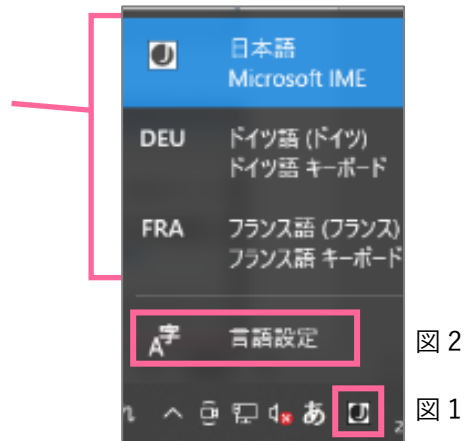 日本語
Microsoft IME
DEU ドイツ語 (ドイツ)
ドイツ語 キーボード
FRA フランス語 (フランス)
フランス語 キーボード
A字 言語設定
図 2
あ J
図 1